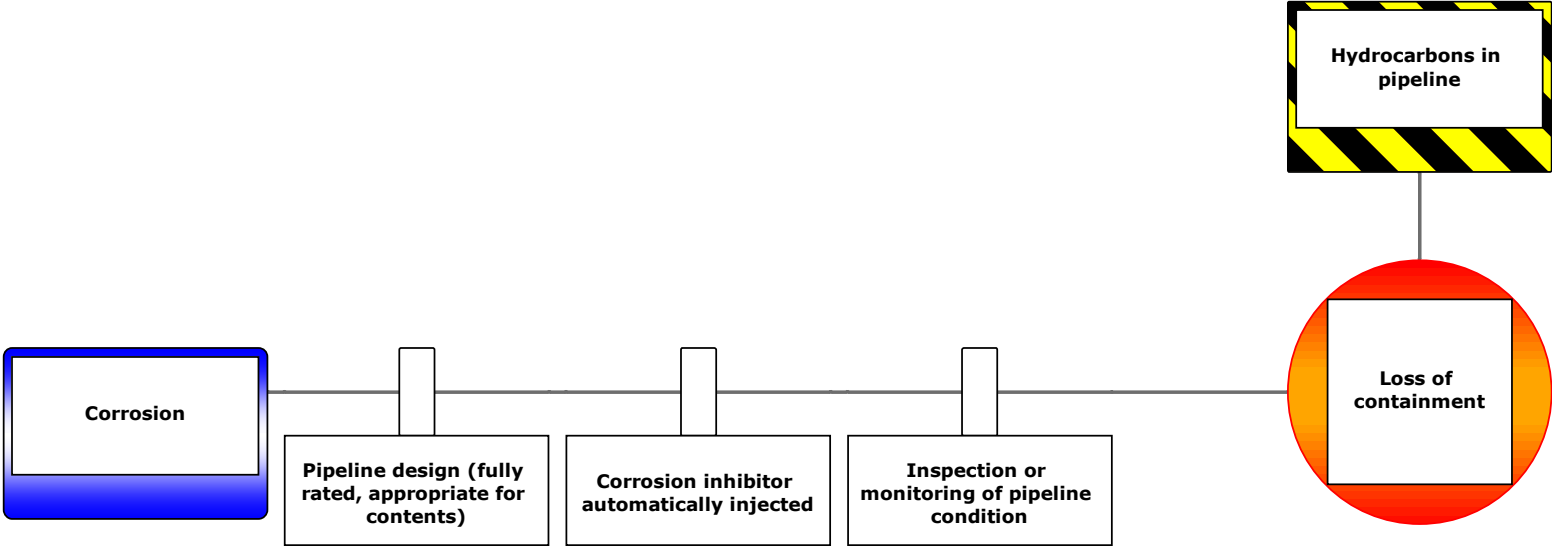 Hydrocarbons in
pipeline
Corrosion
Loss of
containment
Pipeline design (fully
rated, appropriate for
contents)
Corrosion inhibitor
automatically injected
Inspection or
monitoring of pipeline
condition